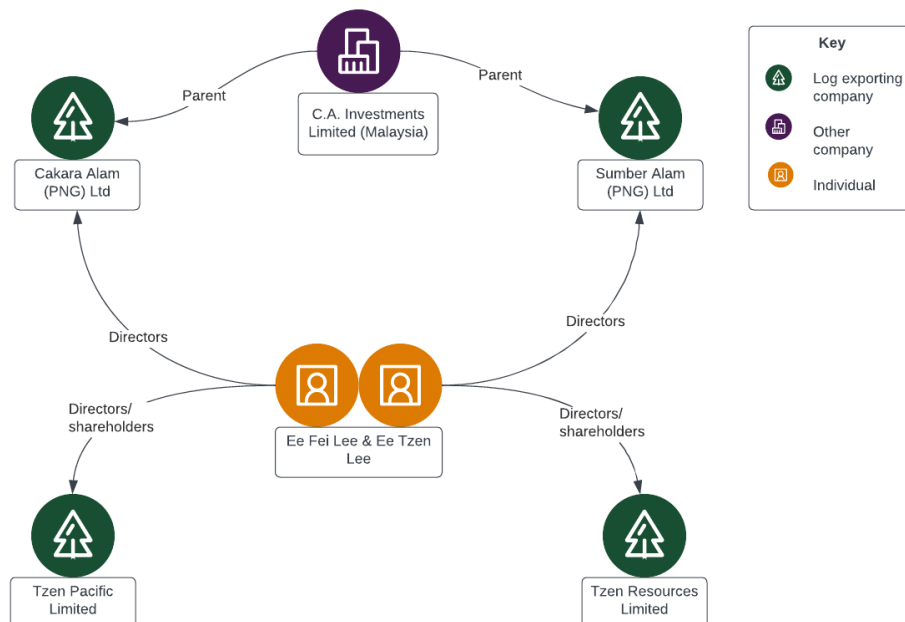 Key
Log exporting
company
Other
company
Individual
Parent
Parent
C.A. Investments
Limited (Malaysia)
Cakara Alam
(PNG) Ltd
Sumber Alam
(PNG) Ltd
Directors
Directors
Directors/
shareholders
Directors/
shareholders
Ee Fei Lee & Ee Tzen
Lee
Tzen Pacific
Limited
Tzen Resources
Limited